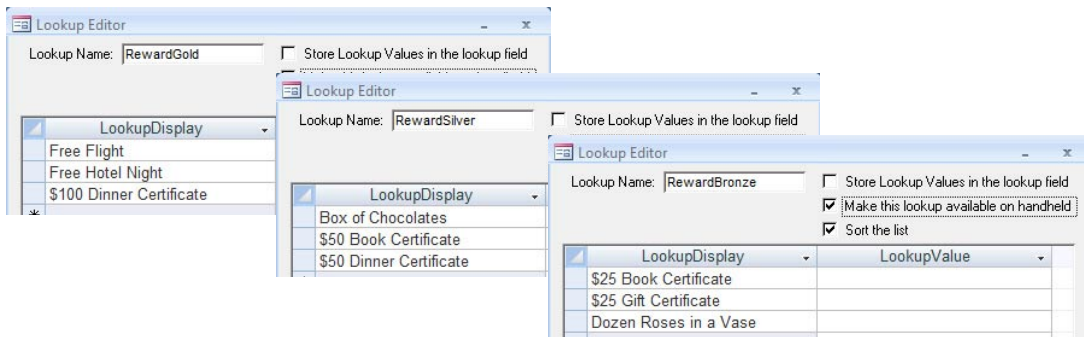 Lookup Editor
Lookup Name: RewardGold
Store Lookup Values in the lookup field
LookupDisplay
Free Flight
Free Hotel Night
$100 Dinner Certificate
Lookup Editor
Lookup Name: RewardSilver
Store Lookup Values in the lookup field
LookupDisplay
Box of Chocolates
$50 Book Certificate
$50 Dinner Certificate
Lookup Editor
Lookup Name: RewardBronze
Store Lookup Values in the lookup field
Make this lookup available on handheld
Sort the list
LookupDisplay LookupValue
$25 Book Certificate
$25 Gift Certificate
Dozen Roses in a Vase